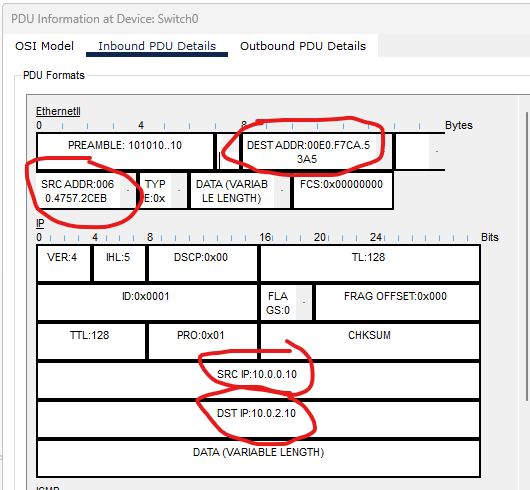 PDU Information at Device: Switch0
OSI Model Inbound PDU Details Outbound PDU Details
PDU Formats
EthernetII
0 4 8 Bytes
PREAMBLE: 101010..10 DEST ADDR:00E0.F7CA.5
3A5
SRC ADDR:006 TYP DATA (VARIAB FCS:0x00000000
0.4757.2CEB E:0x LE LENGTH)
IP
0 4 8 16 20 24 Bits
VER:4 IHL:5 DSCP:0x00 TL:128
ID:0x0001 FLA FRAG OFFSET:0x000
GS:0
TTL:128 PRO:0x01 CHKSUM
SRC IP:10.0.0.10
DST IP:10.0.2.10
DATA (VARIABLE LENGTH)
ICMP